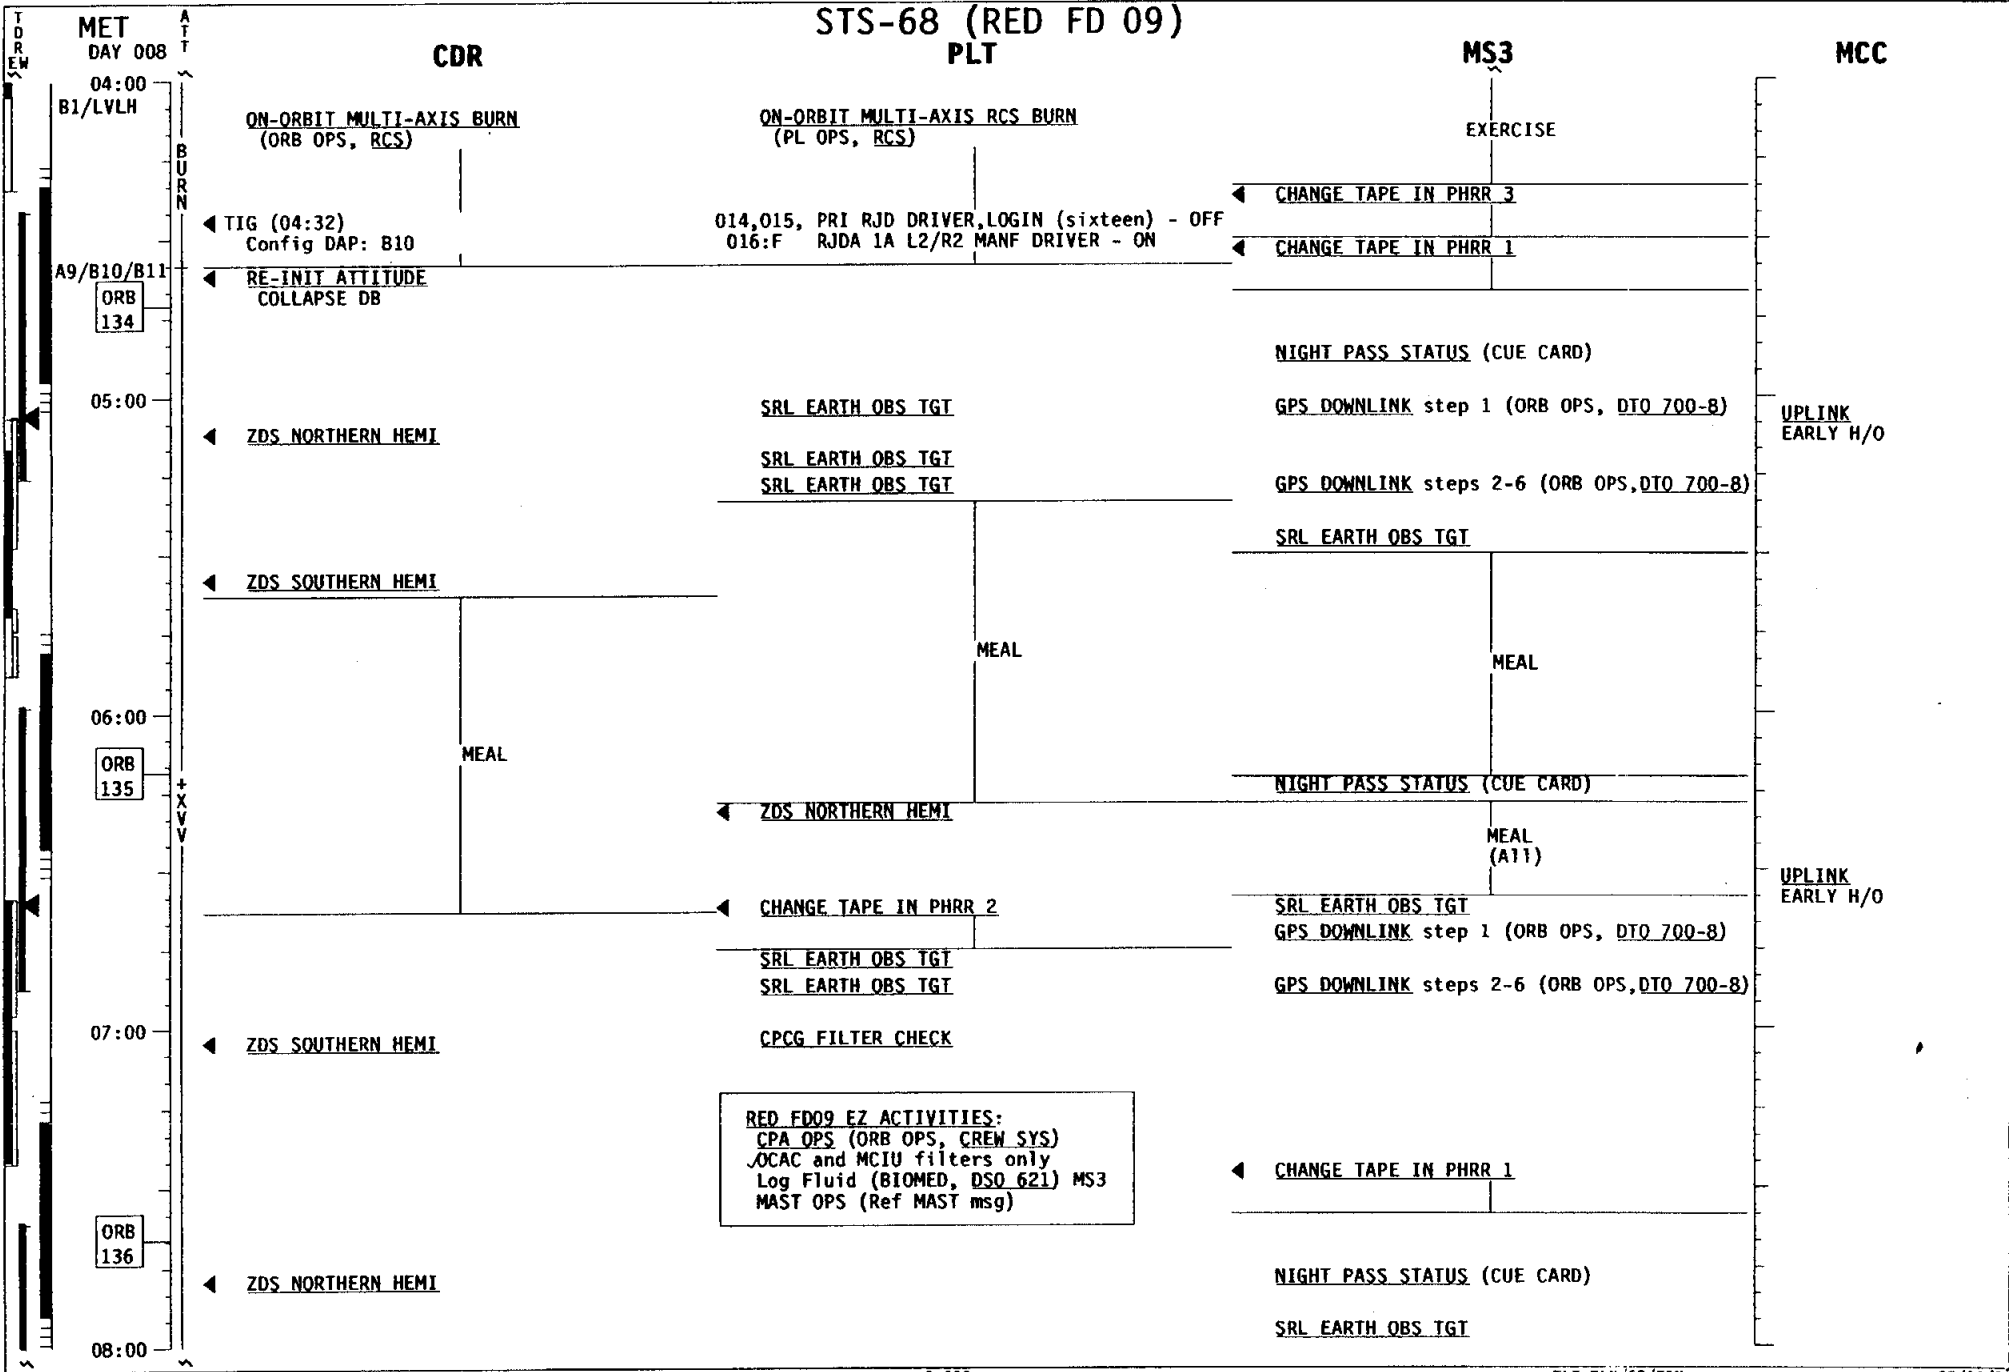 STS-68 (RED FD 09)
TDREW
MET
DAY 008
ATT
CDR
PLT
MS3
MCC
04:00
B1/LVLH
BURN
ON-ORBIT MULTI-AXIS BURN
(ORB OPS, RCS)
ON-ORBIT MULTI-AXIS RCS BURN
(PL OPS, RCS)
EXERCISE
CHANGE TAPE IN PHRR 3
TIG (04:32)
Config DAP: B10
014,015, PRI RJD DRIVER,LOGIN (sixteen) - OFF
016:F RJDA 1A L2/R2 MANF DRIVER - ON
CHANGE TAPE IN PHRR 1
A9/B10/B11
RE-INIT ATTITUDE
COLLAPSE DB
ORB
134
NIGHT PASS STATUS (CUE CARD)
05:00
SRL EARTH OBS TGT
GPS DOWNLINK step 1 (ORB OPS, DTO 700-8)
UPLINK
EARLY H/O
ZDS NORTHERN HEMI
SRL EARTH OBS TGT
SRL EARTH OBS TGT
GPS DOWNLINK steps 2-6 (ORB OPS,DTO 700-8)
SRL EARTH OBS TGT
ZDS SOUTHERN HEMI
MEAL
MEAL
06:00
MEAL
ORB
135
+XVV
NIGHT PASS STATUS (CUE CARD)
ZDS NORTHERN HEMI
MEAL
(All)
UPLINK
EARLY H/O
CHANGE TAPE IN PHRR 2
SRL EARTH OBS TGT
GPS DOWNLINK step 1 (ORB OPS, DTO 700-8)
SRL EARTH OBS TGT
SRL EARTH OBS TGT
GPS DOWNLINK steps 2-6 (ORB OPS,DTO 700-8)
07:00
ZDS SOUTHERN HEMI
CPCG FILTER CHECK
RED FD09 EZ ACTIVITIES:
CPA OPS (ORB OPS, CREW SYS)
√OCAC and MCIU filters only
Log Fluid (BIOMED, DSO 621) MS3
MAST OPS (Ref MAST msg)
CHANGE TAPE IN PHRR 1
ORB
136
ZDS NORTHERN HEMI
NIGHT PASS STATUS (CUE CARD)
SRL EARTH OBS TGT
08:00